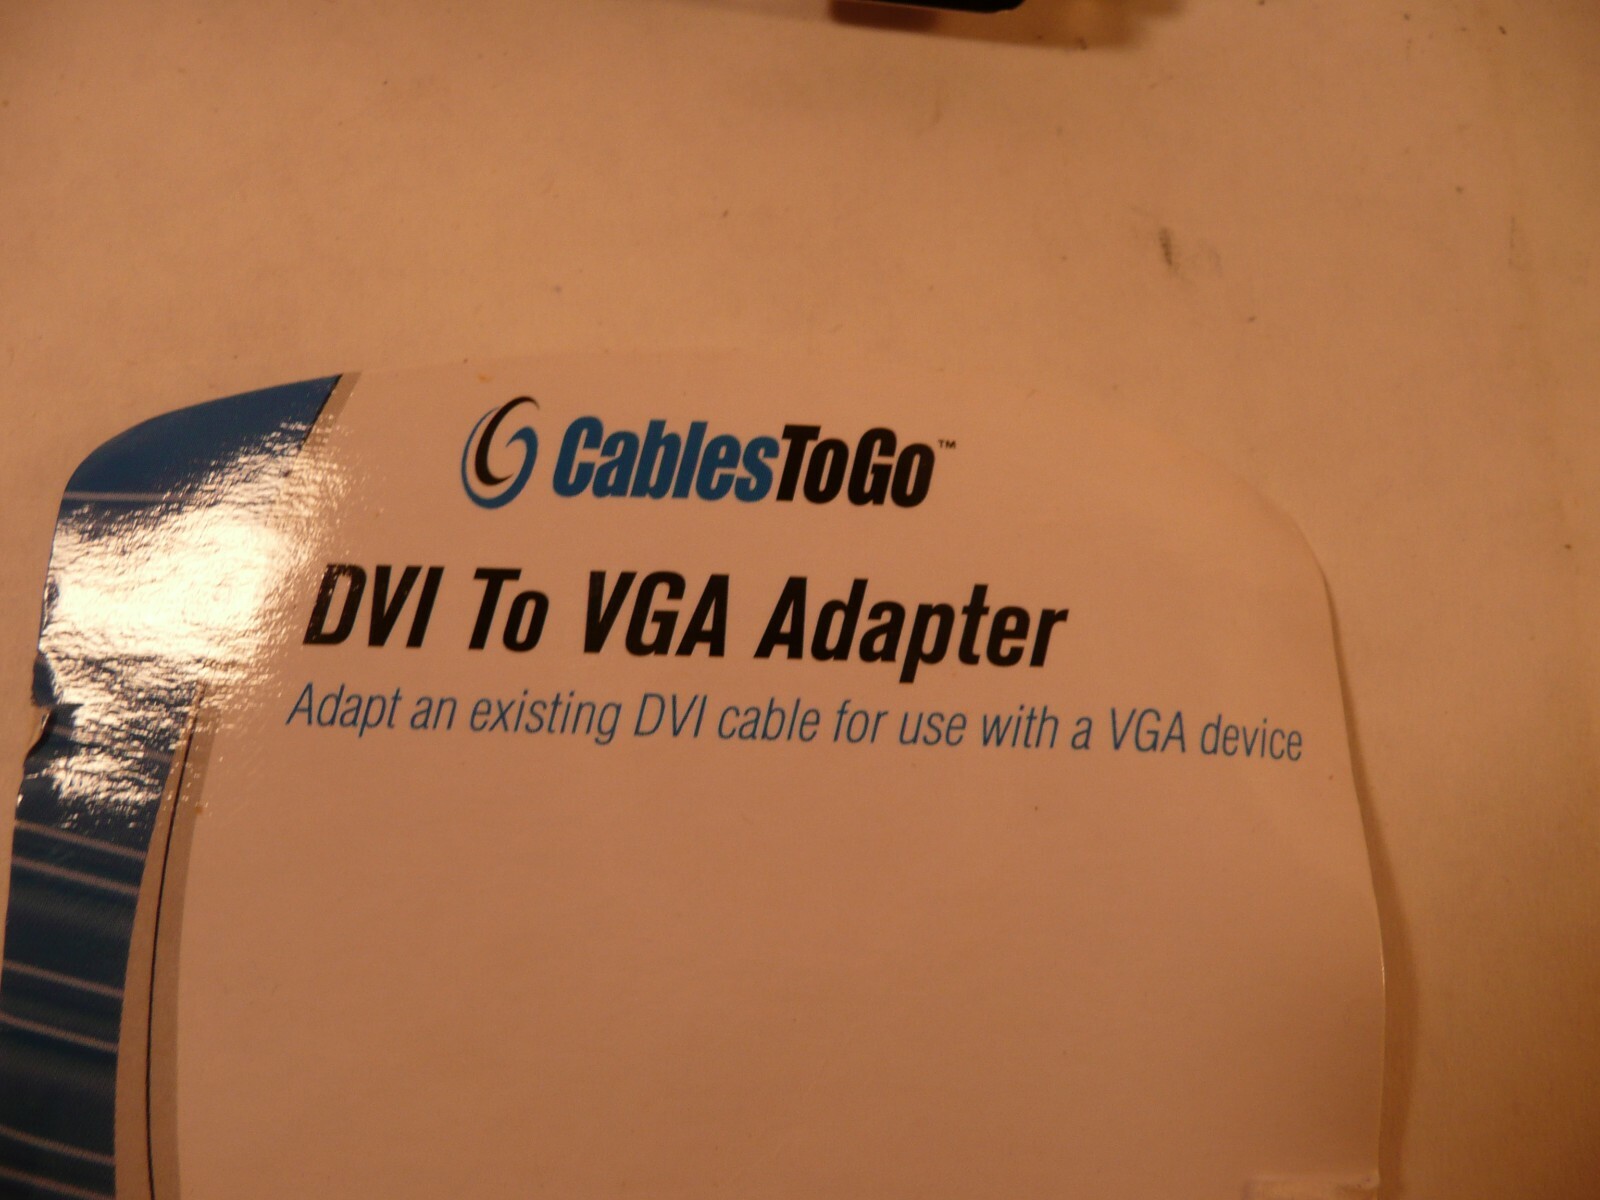 CablesToGo™
DVI To VGA Adapter
Adapt an existing DVI cable for use with a VGA device